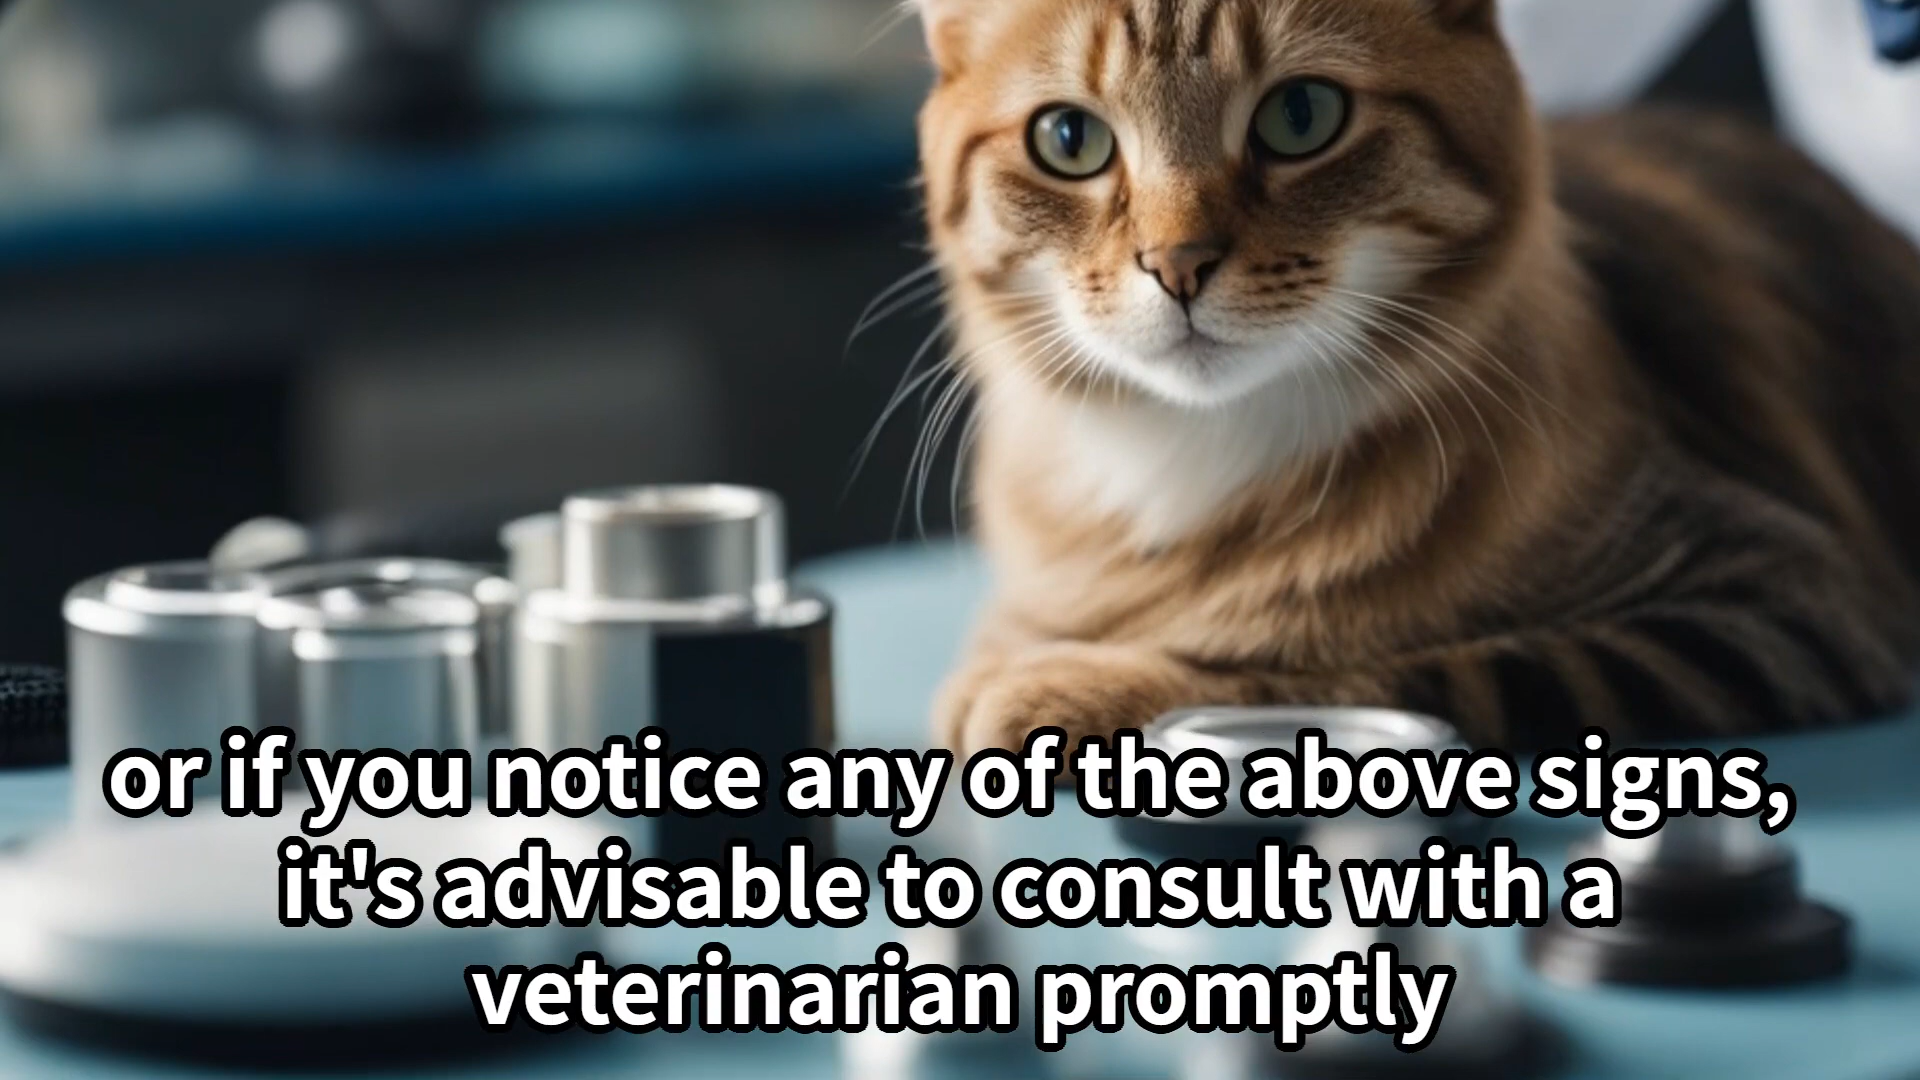 or if you notice any of the above signs,
it's advisable to consult with a
veterinarian promptly